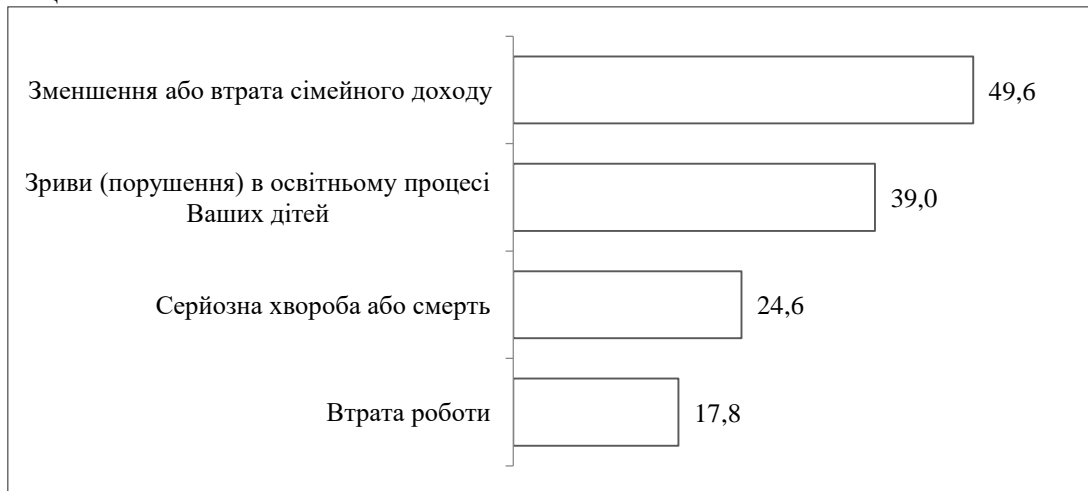 Зменшення або втрата сімейного доходу
49,6
Зриви (порушення) в освітньому процесі
Ваших дітей
39,0
Серйозна хвороба або смерть
24,6
Втрата роботи
17,8